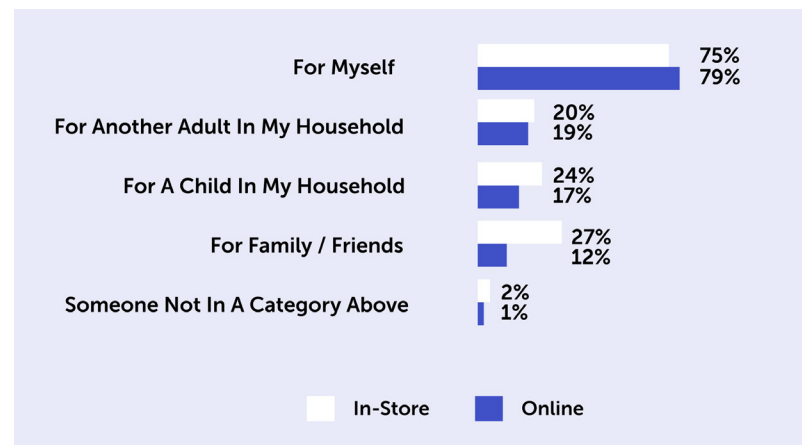 For Myself
75%
79%
For Another Adult In My Household
20%
19%
For A Child In My Household
24%
17%
For Family / Friends
27%
12%
Someone Not In A Category Above
2%
1%
In-Store
Online